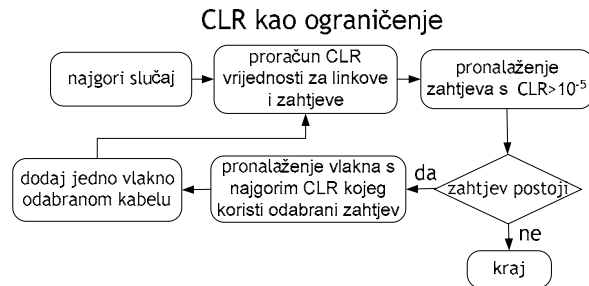 CLR kao ograničenje
najgori slučaj
proračun CLR
vrijednosti za linkove
i zahtjeve
pronalaženje
zahtjeva s CLR>10⁻⁵
zahtjev postoji
da
ne
pronalaženje vlakna s
najgorim CLR kojeg
koristi odabrani zahtjev
dodaj jedno vlakno
odabranom kabelu
kraj